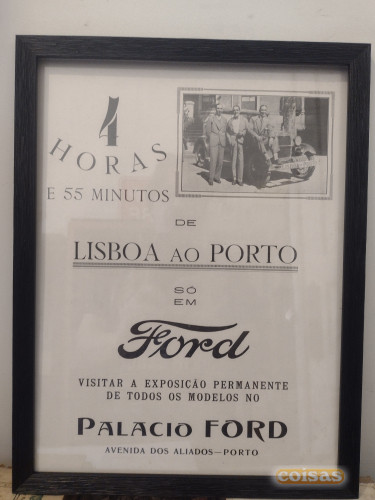 4
HORAS
E 55 MINUTOS
DE
LISBOA AO PORTO
SÓ
EM
Ford
VISITAR A EXPOSIÇÃO PERMANENTE
DE TODOS OS MODELOS NO
PALACIO FORD
AVENIDA DOS ALIADOS—PORTO
coisas